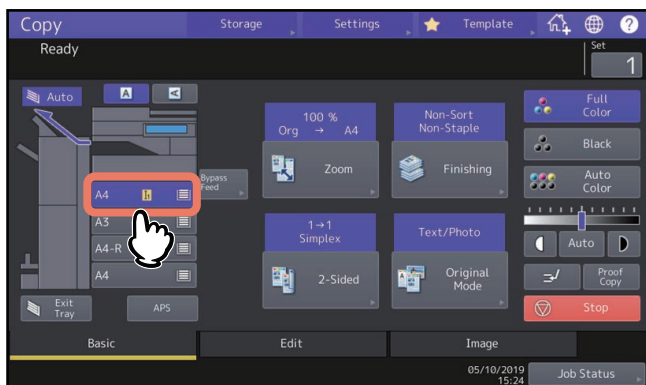 Copy
Storage
Settings
Template
?
Ready
Set
1
Auto
A
A
Full
Color
100 %
Org → A4
Non-Sort
Non-Staple
Black
Zoom
Finishing
Bypass
Feed
Auto
Color
A4
A3
A4-R
A4
1→1
Simplex
Text/Photo
Auto
2-Sided
Original
Mode
Proof
Copy
Exit
Tray
APS
Stop
Basic
Edit
Image
05/10/2019
15:24
Job Status